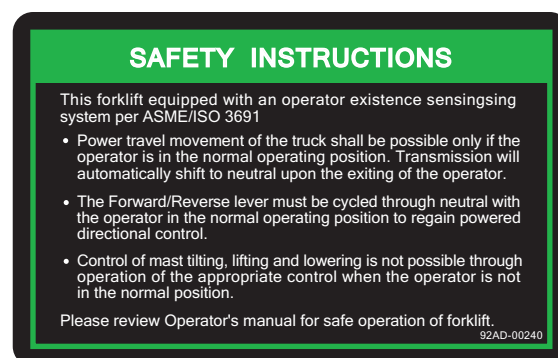 SAFETY INSTRUCTIONS
This forklift equipped with an operator existence sensingsing
system per ASME/ISO 3691
• Power travel movement of the truck shall be possible only if the
operator is in the normal operating position. Transmission will
automatically shift to neutral upon the exiting of the operator.
• The Forward/Reverse lever must be cycled through neutral with
the operator in the normal operating position to regain powered
directional control.
• Control of mast tilting, lifting and lowering is not possible through
operation of the appropriate control when the operator is not
in the normal position.
Please review Operator's manual for safe operation of forklift.
92AD-00240